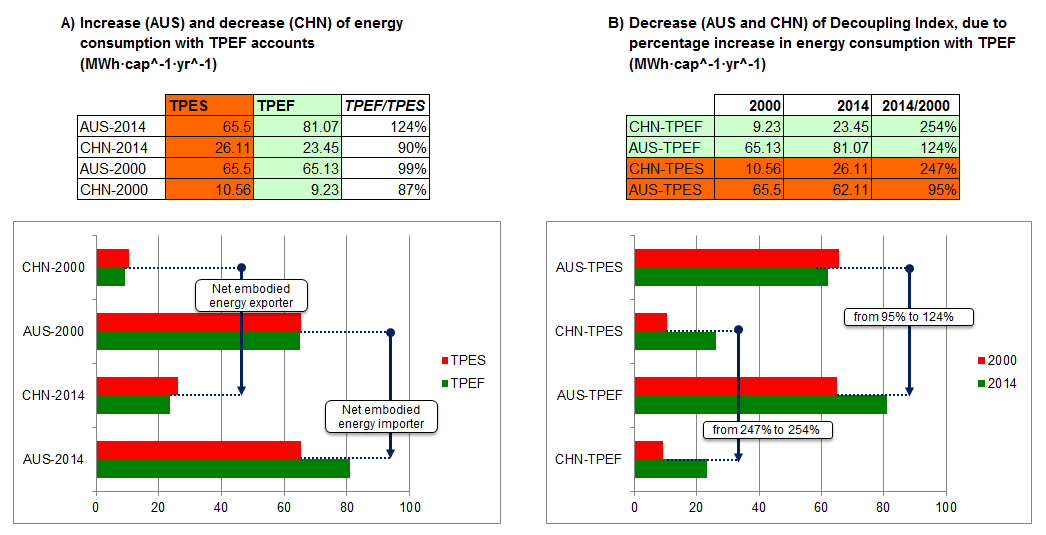 A) Increase (AUS) and decrease (CHN) of energy
consumption with TPEF accounts
(MWh·cap^-1·yr^-1)
TPES TPEF TPEF/TPES
AUS-2014 65.5 81.07 124%
CHN-2014 26.11 23.45 90%
AUS-2000 65.5 65.13 99%
CHN-2000 10.56 9.23 87%
CHN-2000
Net embodied
energy exporter
AUS-2000
TPES
TPEF
CHN-2014
Net embodied
energy importer
AUS-2014
0 20 40 60 80 100
B) Decrease (AUS and CHN) of Decoupling Index, due to
percentage increase in energy consumption with TPEF
(MWh·cap^-1·yr^-1)
2000 2014 2014/2000
CHN-TPEF 9.23 23.45 254%
AUS-TPEF 65.13 81.07 124%
CHN-TPES 10.56 26.11 247%
AUS-TPES 65.5 62.11 95%
AUS-TPES
from 95% to 124%
CHN-TPES
2000
2014
AUS-TPEF
from 247% to 254%
CHN-TPEF
0 20 40 60 80 100